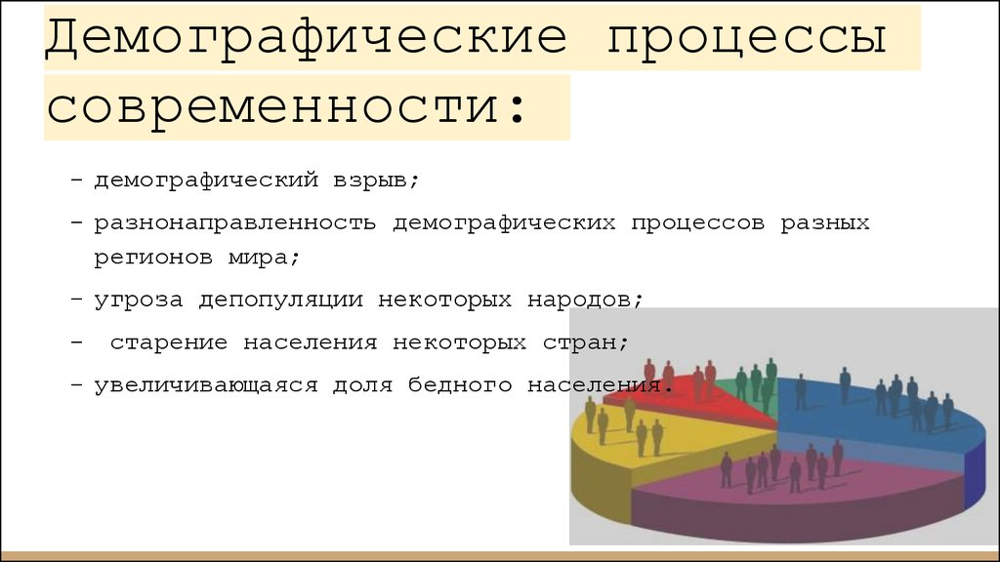 Демографические процессы
современности:
- демографический взрыв;
- разнонаправленность демографических процессов разных
регионов мира;
- угроза депопуляции некоторых народов;
- старение населения некоторых стран;
- увеличивающаяся доля бедного населения.